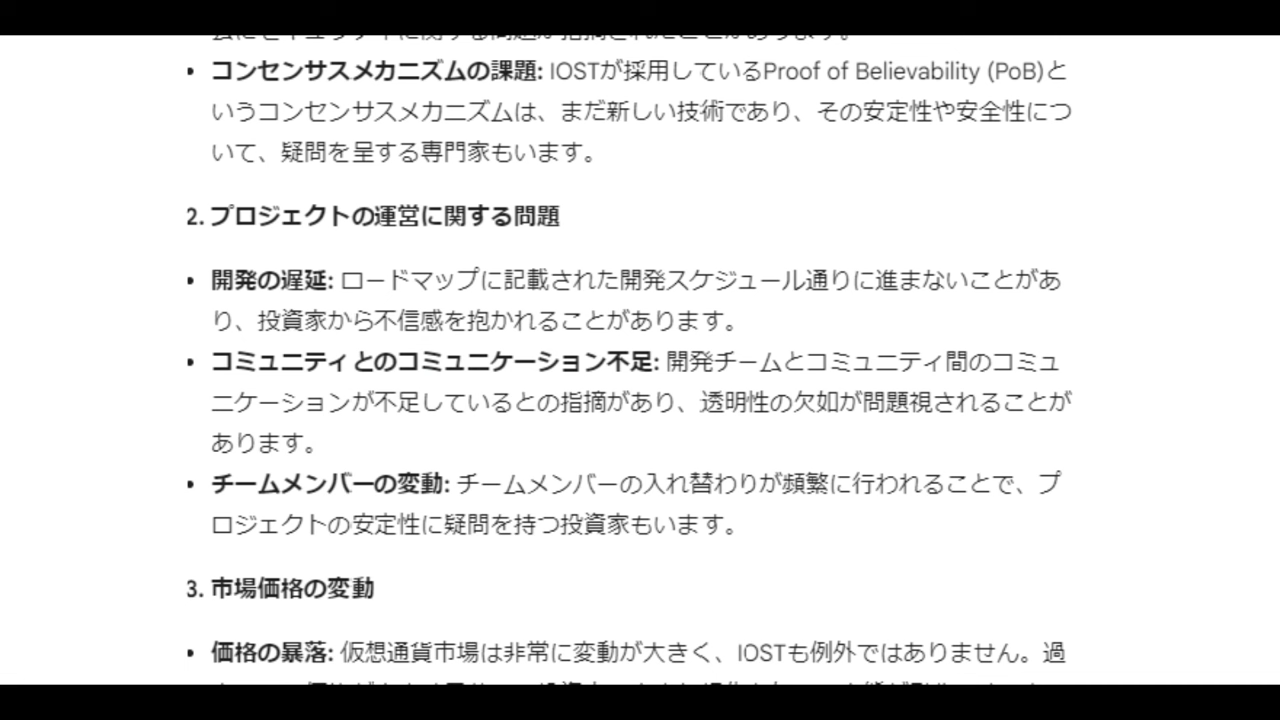 • コンセンサスメカニズムの課題: IOSTが採用しているProof of Believability (PoB)と
いうコンセンサスメカニズムは、まだ新しい技術であり、その安定性や安全性につ
いて、疑問を呈する専門家もいます。
2. プロジェクトの運営に関する問題
• 開発の遅延: ロードマップに記載された開発スケジュール通りに進まないことがあ
り、投資家から不信感を抱かれることがあります。
• コミュニティとのコミュニケーション不足: 開発チームとコミュニティ間のコミュ
ニケーションが不足しているとの指摘があり、透明性の欠如が問題視されることが
あります。
• チームメンバーの変動: チームメンバーの入れ替わりが頻繁に行われることで、プ
ロジェクトの安定性に疑問を持つ投資家もいます。
3. 市場価格の変動
• 価格の暴落: 仮想通貨市場は非常に変動が大きく、IOSTも例外ではありません。過